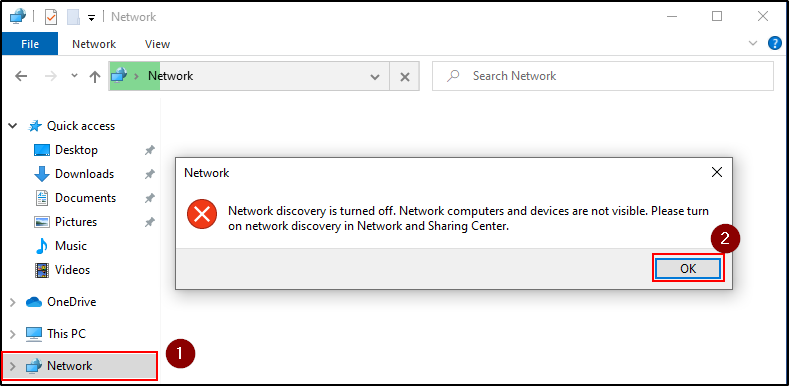 Network
File
Network
View
Network
Search Network
Quick access
Desktop
Downloads
Documents
Pictures
Music
Videos
OneDrive
This PC
Network
1
Network
Network discovery is turned off. Network computers and devices are not visible. Please turn
on network discovery in Network and Sharing Center.
2
OK